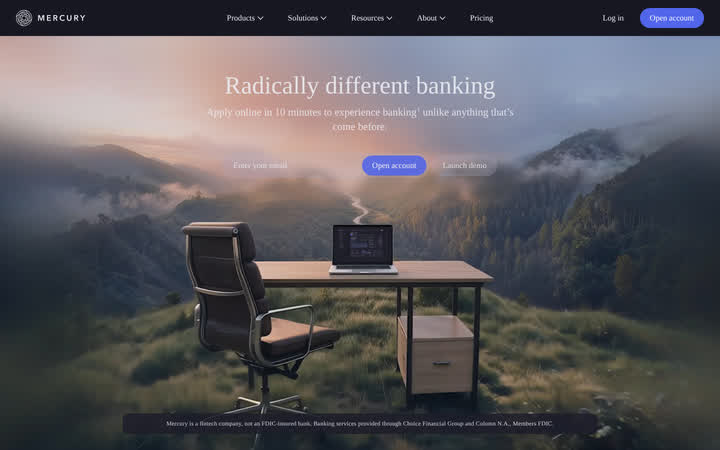 MERCURY
Products
Solutions
Resources
About
Pricing
Log in
Open account
Radically different banking
Apply online in 10 minutes to experience banking¹ unlike anything that’s
come before.
Enter your email
Open account
Launch demo
Mercury is a fintech company, not an FDIC-insured bank. Banking services provided through Choice Financial Group and Column N.A., Members FDIC.